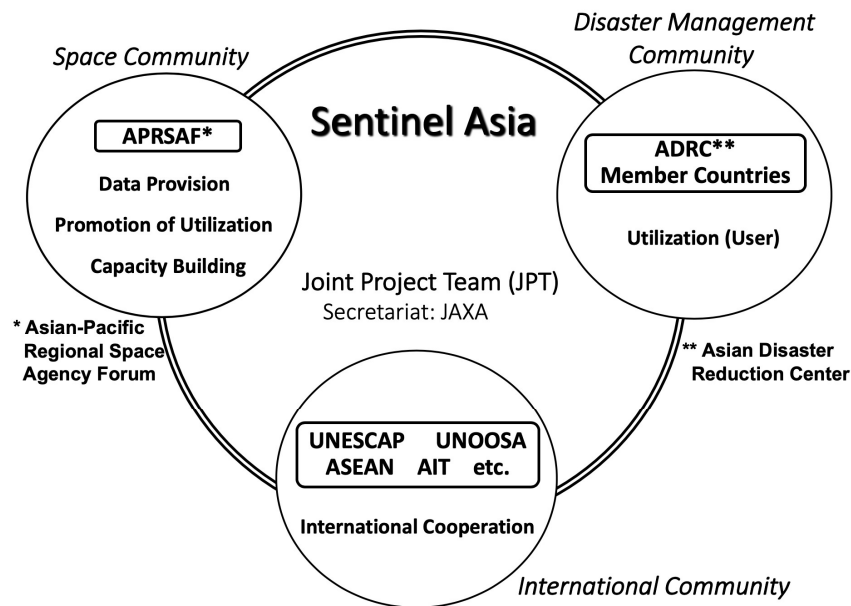 Disaster Management
Community
Space Community
Sentinel Asia
APRSAF*
Data Provision
Promotion of Utilization
Capacity Building
ADRC**
Member Countries
Utilization (User)
Joint Project Team (JPT)
Secretariat: JAXA
* Asian-Pacific
Regional Space
Agency Forum
** Asian Disaster
Reduction Center
UNESCAP UNOOSA
ASEAN AIT etc.
International Cooperation
International Community